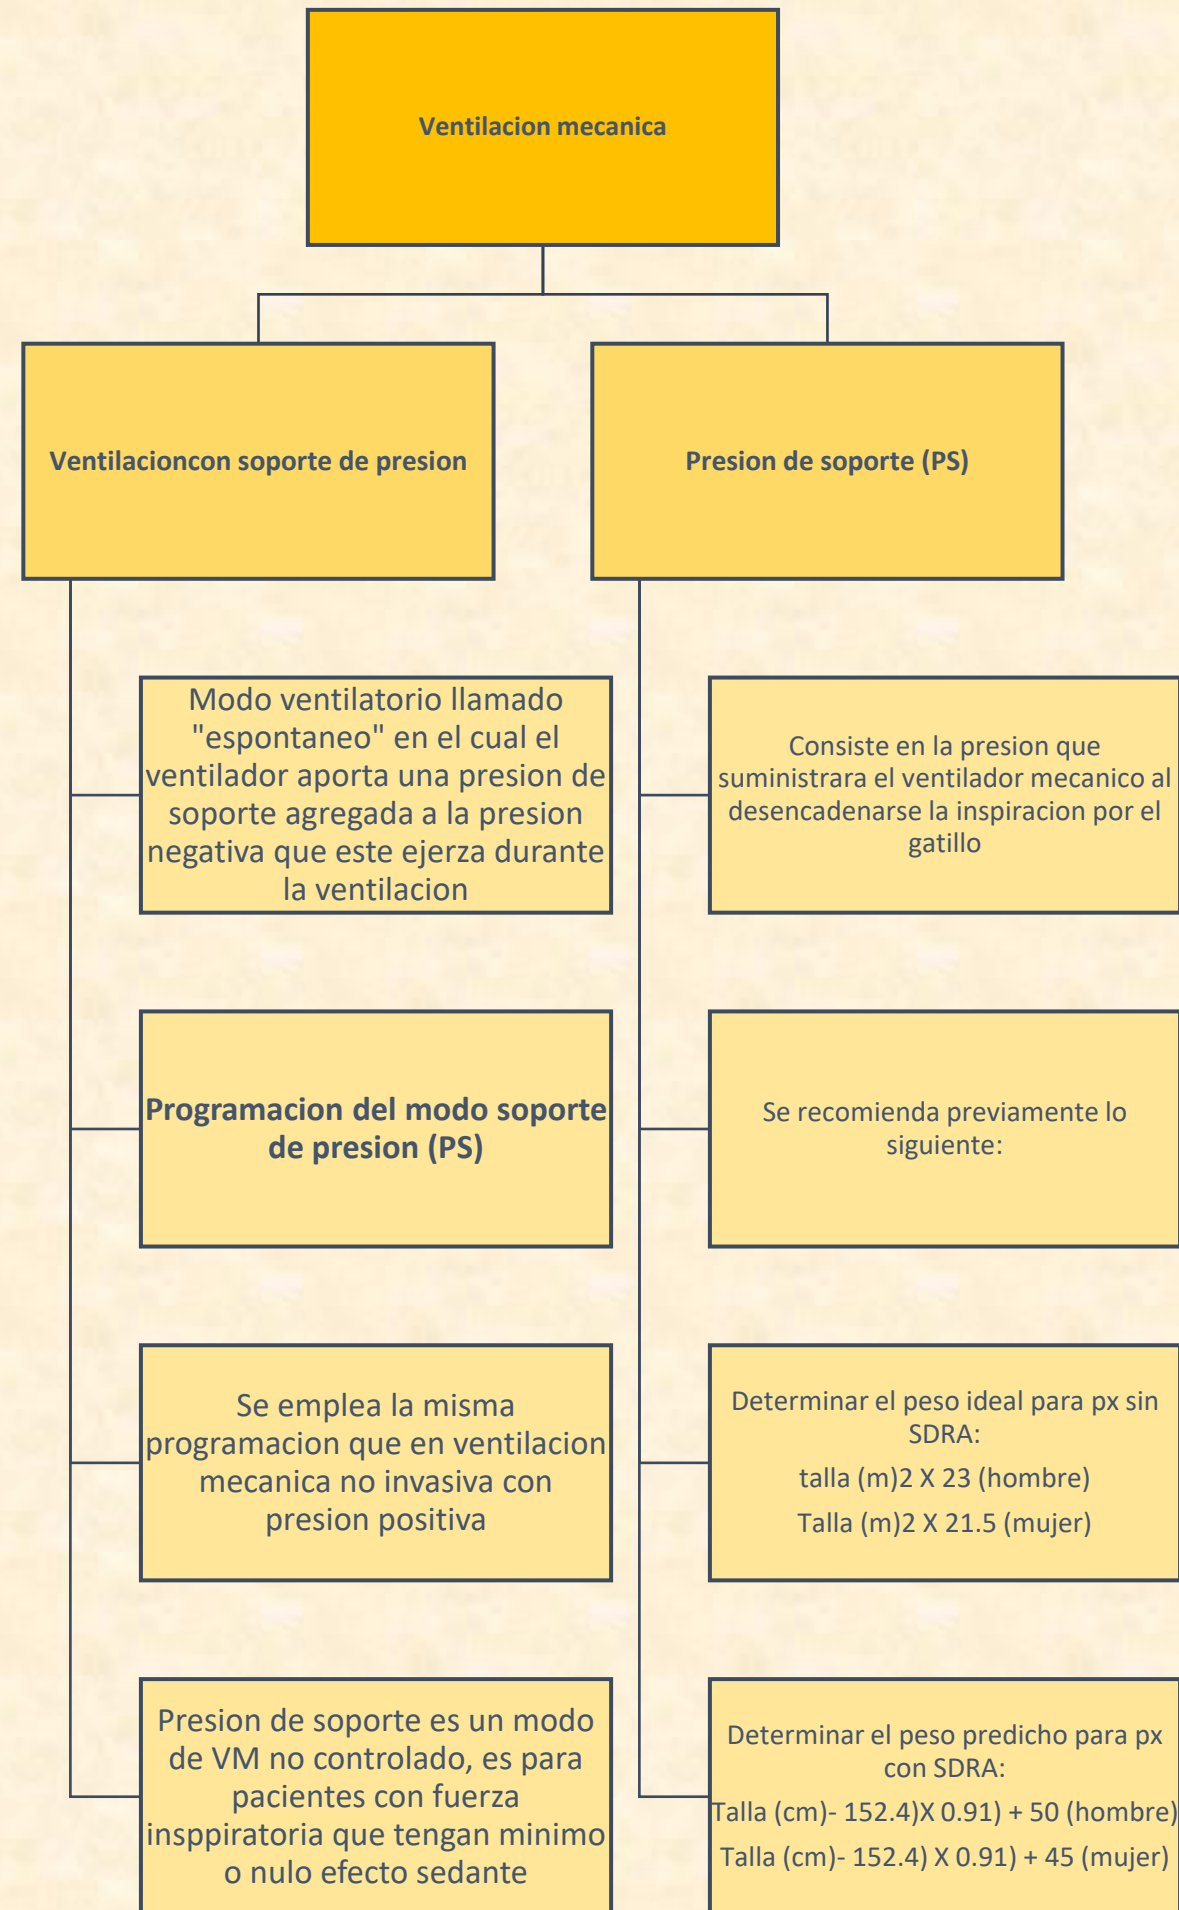 Ventilacion mecanica
Ventilacioncon soporte de presion
Modo ventilatorio llamado
"espontaneo" en el cual el
ventilador aporta una presion de
soporte agregada a la presion
negativa que este ejerza durante
la ventilacion
Programacion del modo soporte
de presion (PS)
Se emplea la misma
programacion que en ventilacion
mecanica no invasiva con
presion positiva
Presion de soporte es un modo
de VM no controlado, es para
pacientes con fuerza
insppiratoria que tengan minimo
o nulo efecto sedante
Presion de soporte (PS)
Consiste en la presion que
suministrara el ventilador mecanico al
desencadenarse la inspiracion por el
gatillo
Se recomienda previamente lo
siguiente:
Determinar el peso ideal para px sin
SDRA:
talla (m)2 X 23 (hombre)
Talla (m)2 X 21.5 (mujer)
Determinar el peso predicho para px
con SDRA:
Talla (cm)- 152.4)X 0.91) + 50 (hombre)
Talla (cm)- 152.4) X 0.91) + 45 (mujer)